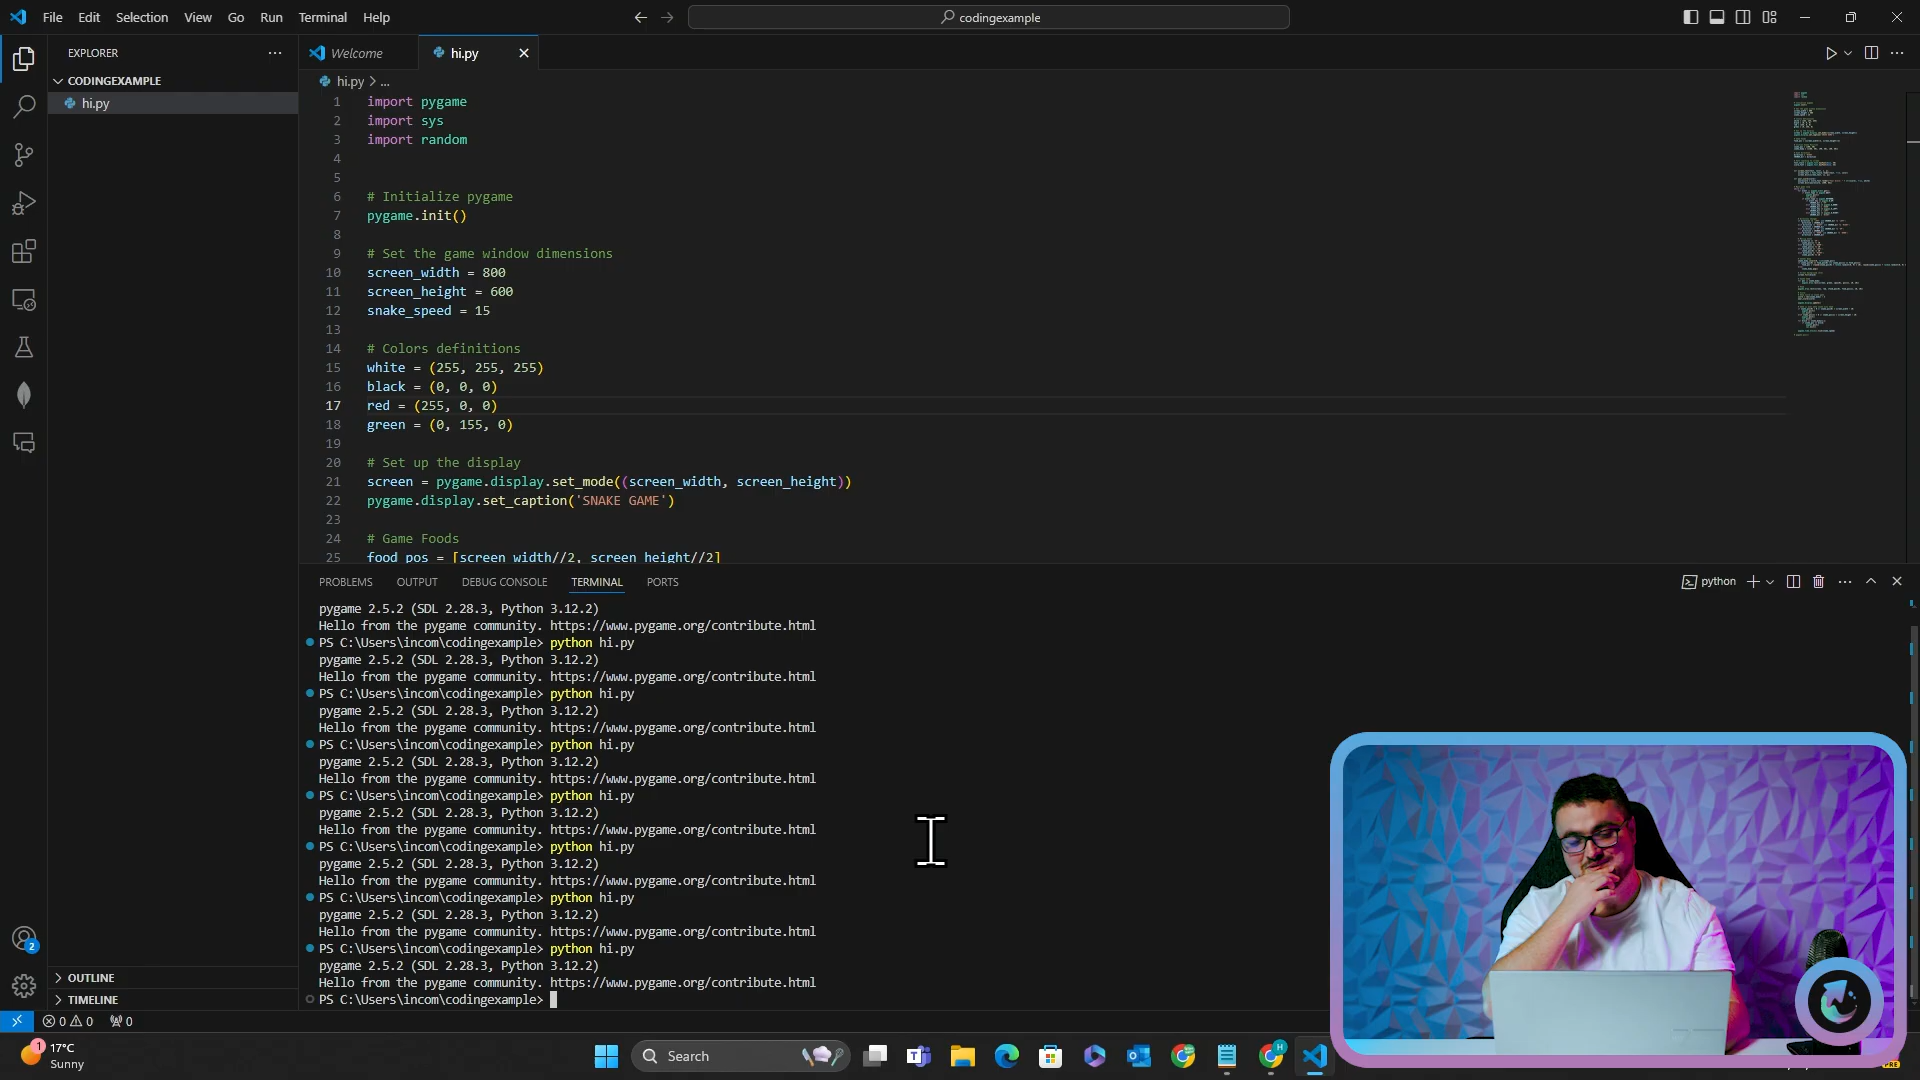 File Edit Selection View Go Run Terminal Help
codingexample
EXPLORER
CODINGEXAMPLE
hi.py
Welcome
hi.py
hi.py > ...
1 import pygame
2 import sys
3 import random
4
5
6 # Initialize pygame
7 pygame.init()
8
9 # Set the game window dimensions
10 screen_width = 800
11 screen_height = 600
12 snake_speed = 15
13
14 # Colors definitions
15 white = (255, 255, 255)
16 black = (0, 0, 0)
17 red = (255, 0, 0)
18 green = (0, 155, 0)
19
20 # Set up the display
21 screen = pygame.display.set_mode((screen_width, screen_height))
22 pygame.display.set_caption('SNAKE GAME')
23
24 # Game Foods
25 food_pos = [screen_width//2, screen_height//2]
PROBLEMS OUTPUT DEBUG CONSOLE TERMINAL PORTS
python
pygame 2.5.2 (SDL 2.28.3, Python 3.12.2)
Hello from the pygame community. https://www.pygame.org/contribute.html
PS C:\Users\incom\codingexample> python hi.py
pygame 2.5.2 (SDL 2.28.3, Python 3.12.2)
Hello from the pygame community. https://www.pygame.org/contribute.html
PS C:\Users\incom\codingexample> python hi.py
pygame 2.5.2 (SDL 2.28.3, Python 3.12.2)
Hello from the pygame community. https://www.pygame.org/contribute.html
PS C:\Users\incom\codingexample> python hi.py
pygame 2.5.2 (SDL 2.28.3, Python 3.12.2)
Hello from the pygame community. https://www.pygame.org/contribute.html
PS C:\Users\incom\codingexample> python hi.py
pygame 2.5.2 (SDL 2.28.3, Python 3.12.2)
Hello from the pygame community. https://www.pygame.org/contribute.html
PS C:\Users\incom\codingexample> python hi.py
pygame 2.5.2 (SDL 2.28.3, Python 3.12.2)
Hello from the pygame community. https://www.pygame.org/contribute.html
PS C:\Users\incom\codingexample> python hi.py
pygame 2.5.2 (SDL 2.28.3, Python 3.12.2)
Hello from the pygame community. https://www.pygame.org/contribute.html
PS C:\Users\incom\codingexample> python hi.py
pygame 2.5.2 (SDL 2.28.3, Python 3.12.2)
Hello from the pygame community. https://www.pygame.org/contribute.html
PS C:\Users\incom\codingexample>
2
OUTLINE
TIMELINE
0 0 0
1
17°C
Sunny
Search
PRE